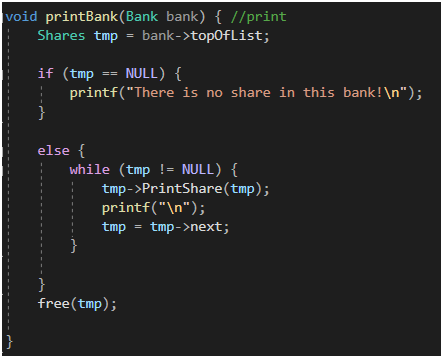 void printBank(Bank bank) { //print
    Shares tmp = bank->topOfList;

    if (tmp == NULL) {
        printf("There is no share in this bank!\n");
    }

    else {
        while (tmp != NULL) {
            tmp->PrintShare(tmp);
            printf("\n");
            tmp = tmp->next;
        }

    }
    free(tmp);

}